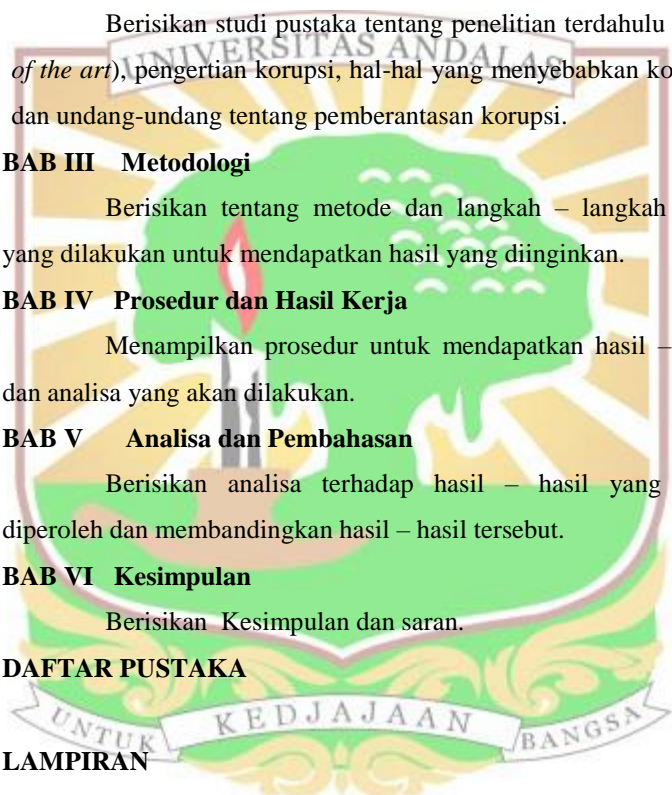 Berisikan studi pustaka tentang penelitian terdahulu
UNIVERSITAS ANDALAS
of the art), pengertian korupsi, hal-hal yang menyebabkan
dan undang-undang tentang pemberantasan korupsi.
BAB III Metodologi
Berisikan tentang metode dan langkah – langkah
yang dilakukan untuk mendapatkan hasil yang diinginkan.
BAB IV Prosedur dan Hasil Kerja
Menampilkan prosedur untuk mendapatkan hasil –
dan analisa yang akan dilakukan.
BAB V Analisa dan Pembahasan
Berisikan analisa terhadap hasil – hasil yang
diperoleh dan membandingkan hasil – hasil tersebut.
BAB VI Kesimpulan
Berisikan Kesimpulan dan saran.
DAFTAR PUSTAKA
UNTUK KEDJAJAAN BANGSA
LAMPIRAN